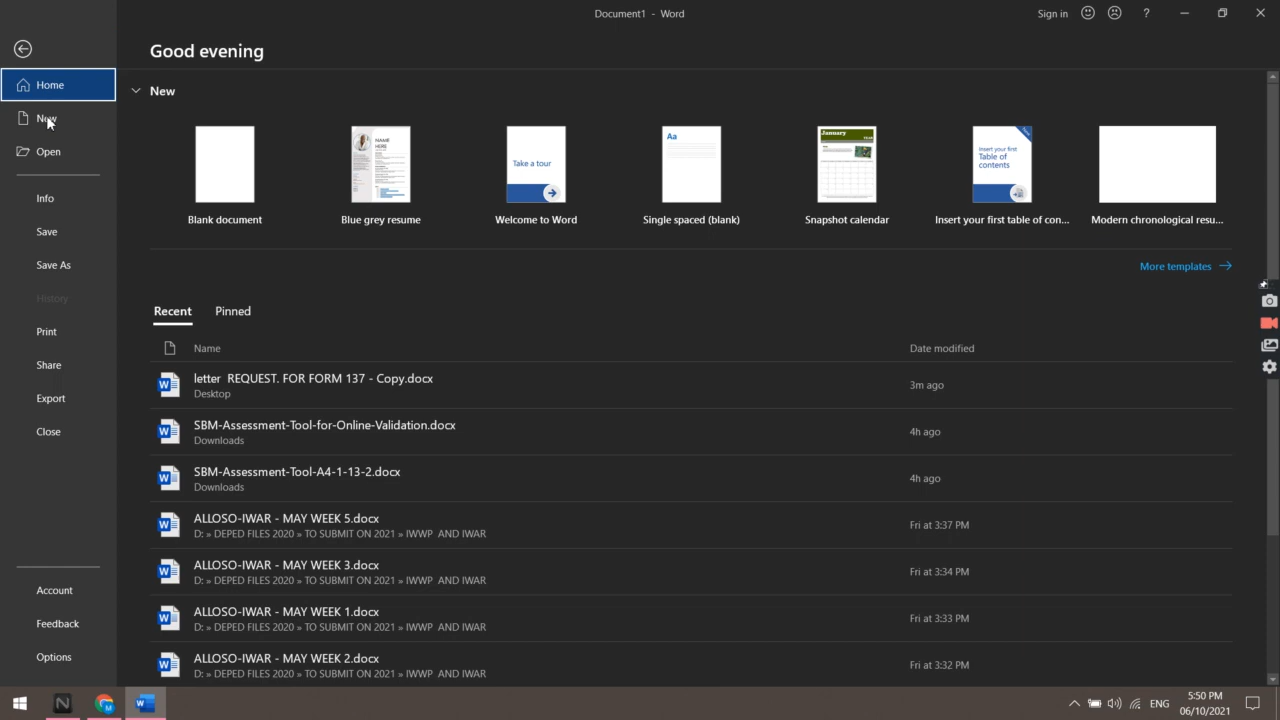 Document1 - Word
Sign in
?
Good evening
Home
New
Open
Info
Save
Save As
History
Print
Share
Export
Close
Account
Feedback
Options
New
NAME
HERE
Take a tour
Aa
January
Insert your first
Table of
contents
Blank document
Blue grey resume
Welcome to Word
Single spaced (blank)
Snapshot calendar
Insert your first table of con...
Modern chronological resu...
More templates
Recent
Pinned
Name
Date modified
letter REQUEST. FOR FORM 137 - Copy.docx
Desktop
3m ago
SBM-Assessment-Tool-for-Online-Validation.docx
Downloads
4h ago
SBM-Assessment-Tool-A4-1-13-2.docx
Downloads
4h ago
ALLOSO-IWAR - MAY WEEK 5.docx
D: » DEPED FILES 2020 » TO SUBMIT ON 2021 » IWWP AND IWAR
Fri at 3:37 PM
ALLOSO-IWAR - MAY WEEK 3.docx
D: » DEPED FILES 2020 » TO SUBMIT ON 2021 » IWWP AND IWAR
Fri at 3:34 PM
ALLOSO-IWAR - MAY WEEK 1.docx
D: » DEPED FILES 2020 » TO SUBMIT ON 2021 » IWWP AND IWAR
Fri at 3:33 PM
ALLOSO-IWAR - MAY WEEK 2.docx
D: » DEPED FILES 2020 » TO SUBMIT ON 2021 » IWWP AND IWAR
Fri at 3:32 PM
ENG
5:50 PM
06/10/2021